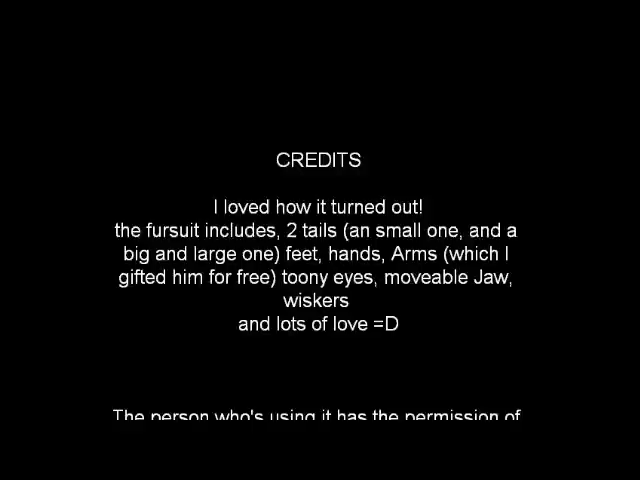 CREDITS
I loved how it turned out!
the fursuit includes, 2 tails (an small one, and a
big and large one) feet, hands, Arms (which I
gifted him for free) toony eyes, moveable Jaw,
wiskers
and lots of love =D
The person who's using it has the permission of